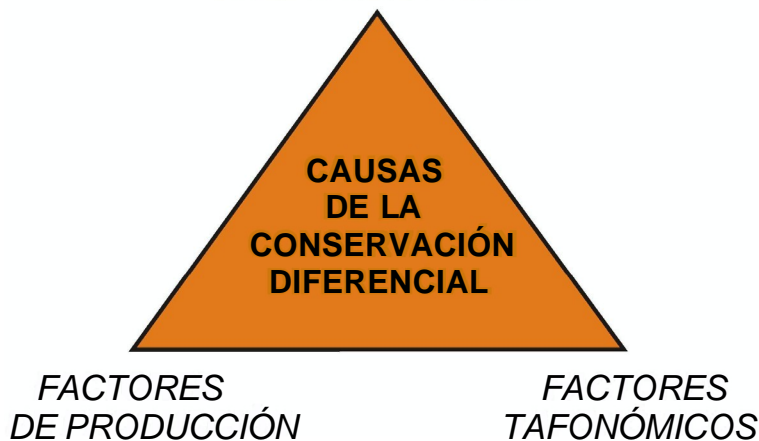 CAUSAS
DE LA
CONSERVACIÓN
DIFERENCIAL
FACTORES
DE PRODUCCIÓN
FACTORES
TAFONÓMICOS